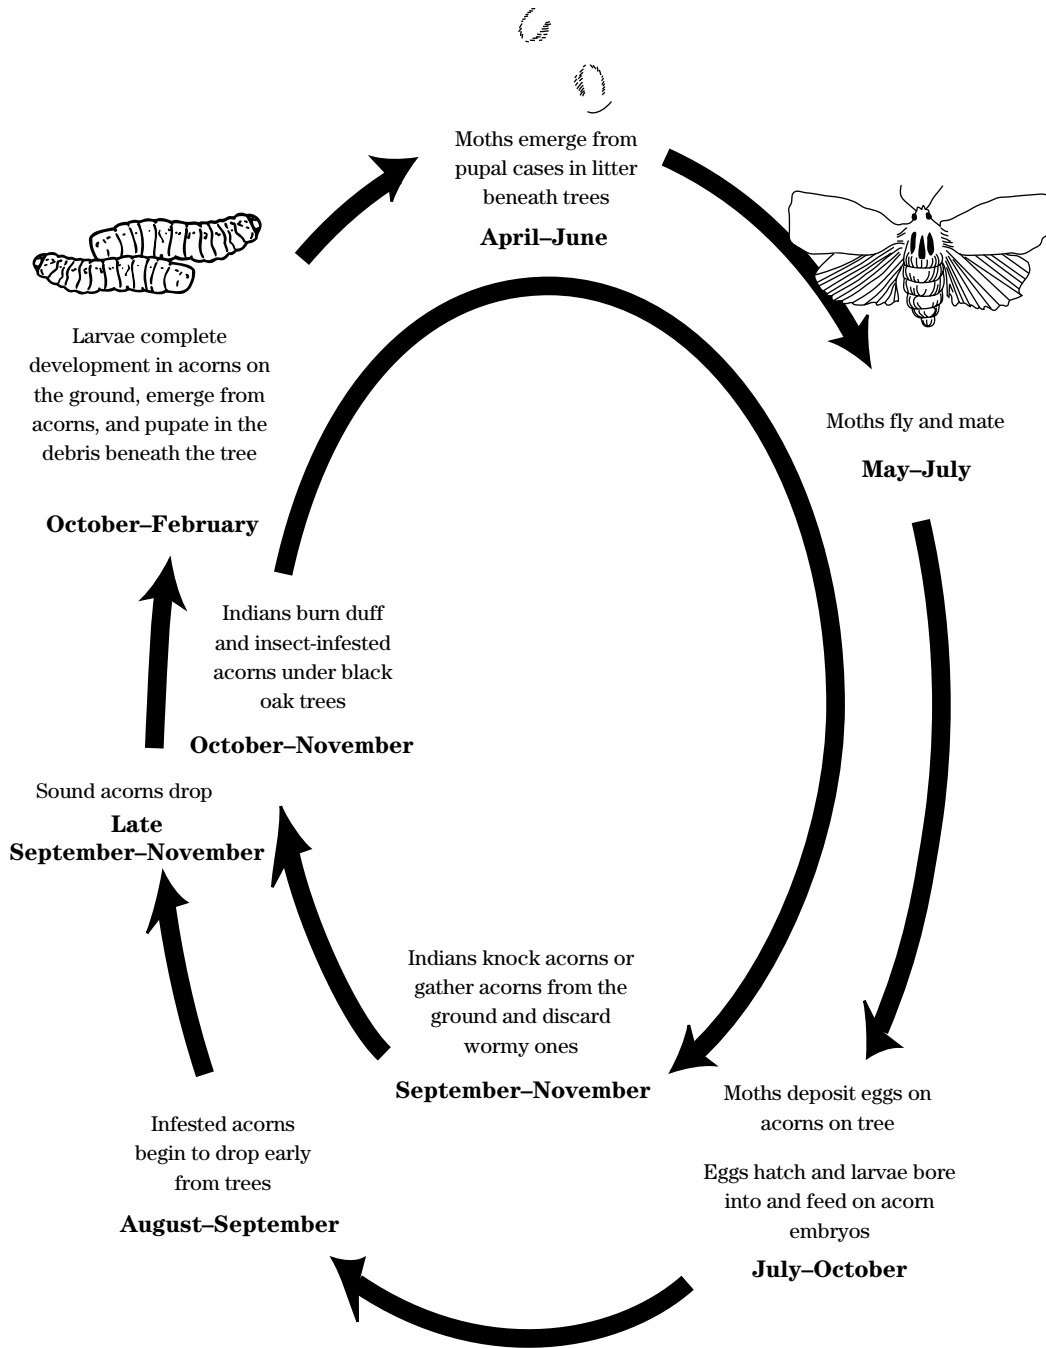 Moths emerge from
pupal cases in litter
beneath trees
April–June
Moths fly and mate
May–July
Moths deposit eggs on
acorns on tree
Eggs hatch and larvae bore
into and feed on acorn
embryos
July–October
Infested acorns
begin to drop early
from trees
August–September
Sound acorns drop
Late
September–November
Larvae complete
development in acorns on
the ground, emerge from
acorns, and pupate in the
debris beneath the tree
October–February
Indians burn duff
and insect-infested
acorns under black
oak trees
October–November
Indians knock acorns or
gather acorns from the
ground and discard
wormy ones
September–November